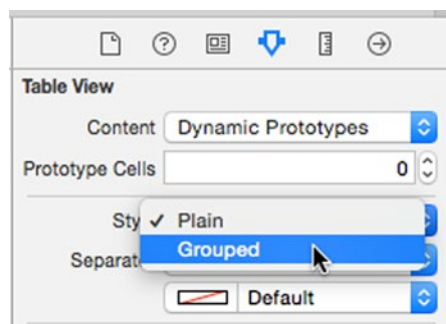 Table View
Content Dynamic Prototypes
Prototype Cells 0
Sty ✓ Plain
Grouped
Separat
Default